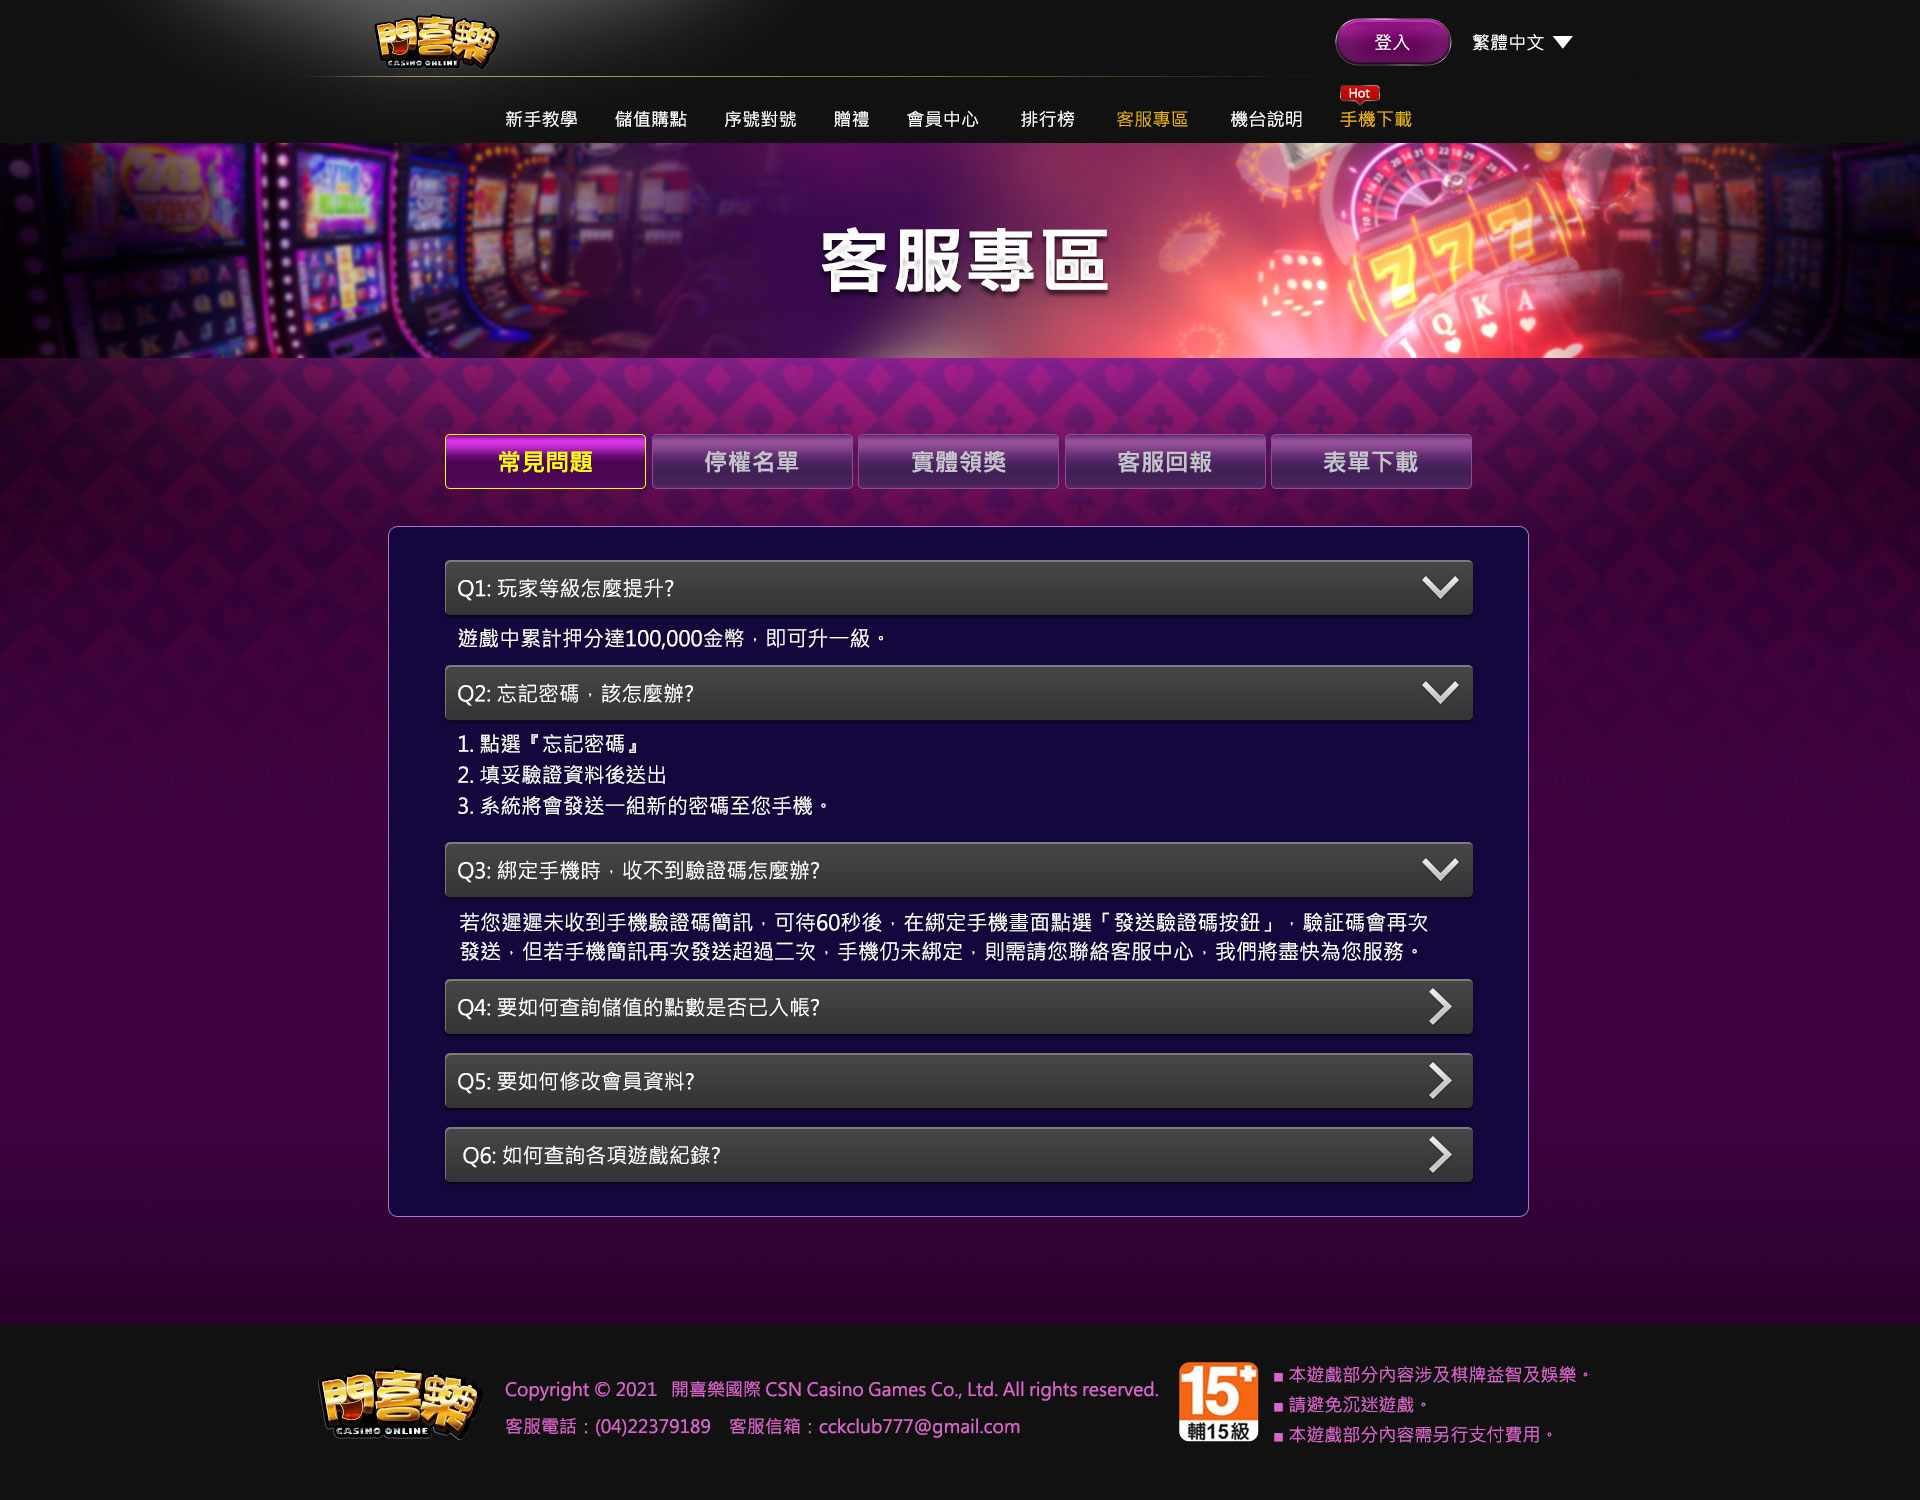 開喜樂
CASINO ONLINE
登入
繁體中文
Hot
新手教學
儲值購點
序號對號
贈禮
會員中心
排行榜
客服專區
機台說明
手機下載
客服專區
常見問題
停權名單
實體領獎
客服回報
表單下載
Q1: 玩家等級怎麼提升?
遊戲中累計押分達100,000金幣，即可升一級。
Q2: 忘記密碼，該怎麼辦?
1. 點選『忘記密碼』
2. 填妥驗證資料後送出
3. 系統將會發送一組新的密碼至您手機。
Q3: 綁定手機時，收不到驗證碼怎麼辦?
若您遲遲未收到手機驗證碼簡訊，可待60秒後，在綁定手機畫面點選「發送驗證碼按鈕」，驗証碼會再次
發送，但若手機簡訊再次發送超過二次，手機仍未綁定，則需請您聯絡客服中心，我們將盡快為您服務。
Q4: 要如何查詢儲值的點數是否已入帳?
Q5: 要如何修改會員資料?
Q6: 如何查詢各項遊戲紀錄?
開喜樂
CASINO ONLINE
Copyright © 2021 開喜樂國際 CSN Casino Games Co., Ltd. All rights reserved.
客服電話：(04)22379189 客服信箱：cckclub777@gmail.com
15+
輔15級
■ 本遊戲部分內容涉及棋牌益智及娛樂。
■ 請避免沉迷遊戲。
■ 本遊戲部分內容需另行支付費用。